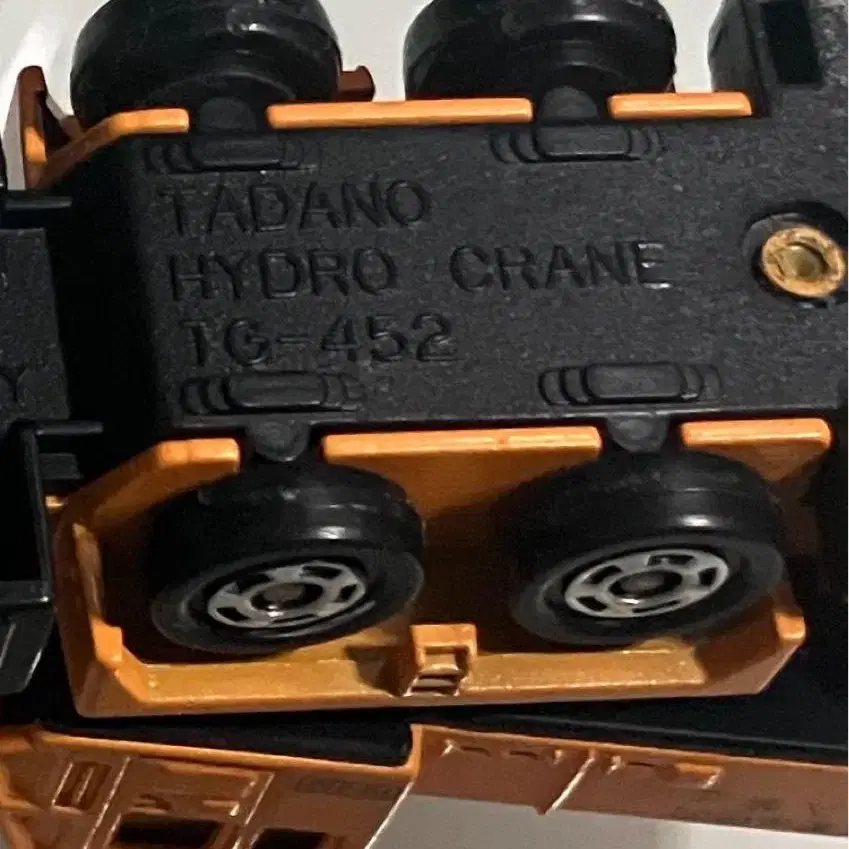 TADANO
HYDRO CRANE
TG-452
Y